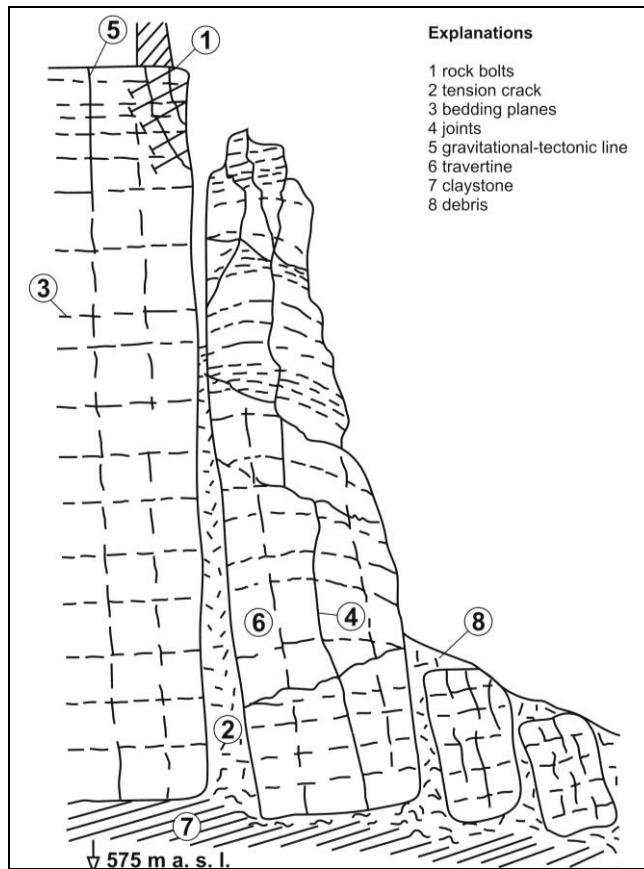 Explanations
1 rock bolts
2 tension crack
3 bedding planes
4 joints
5 gravitational-tectonic line
6 travertine
7 claystone
8 debris
5
1
3
6
4
8
2
7
575 m a. s. l.